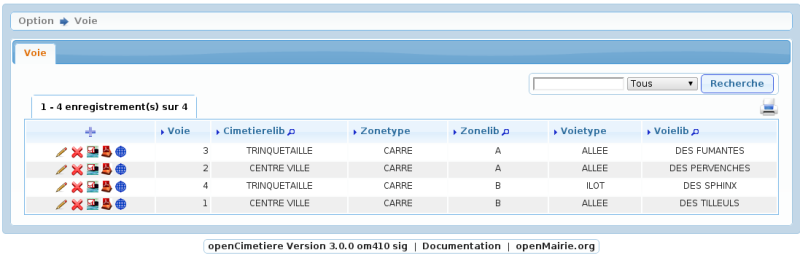 Option Voie
Voie
Tous Recherche
1 - 4 enregistrement(s) sur 4
Voie Cimetierelib Zonetype Zonelib Voietype Voielib
3 TRINQUETAILLE CARRE A ALLEE DES FUMANTES
2 CENTRE VILLE CARRE A ALLEE DES PERVENCHES
4 TRINQUETAILLE CARRE B ILOT DES SPHINX
1 CENTRE VILLE CARRE B ALLEE DES TILLEULS
openCimetiere Version 3.0.0 om410 sig | Documentation | openMairie.org